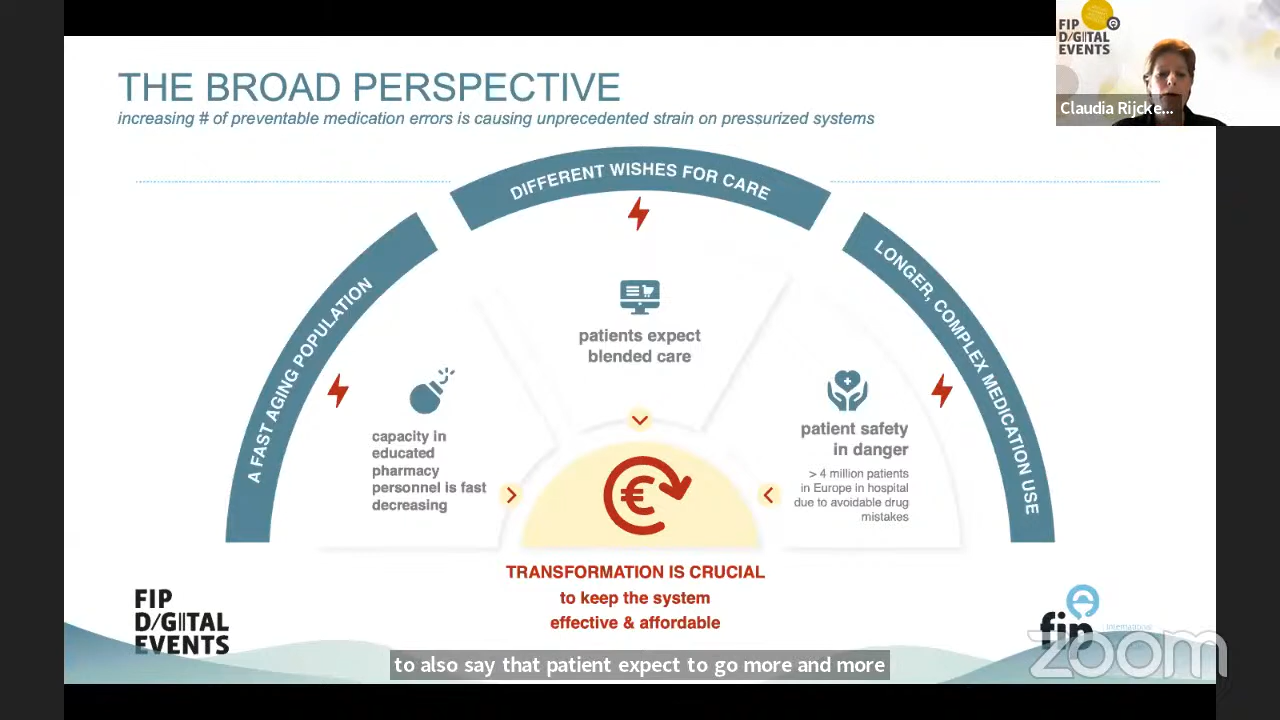 THE BROAD PERSPECTIVE
increasing # of preventable medication errors is causing unprecedented strain on pressurized systems
FIP
D/G/TAL
EVENTS
Claudia Rijcke...
A FAST AGING POPULATION
DIFFERENT WISHES FOR CARE
LONGER, COMPLEX MEDICATION USE
patients expect
blended care
capacity in
educated
pharmacy
personnel is fast
decreasing
patient safety
in danger
> 4 million patients
in Europe in hospital
due to avoidable drug
mistakes
€
TRANSFORMATION IS CRUCIAL
to keep the system
effective & affordable
FIP
D/G/TAL
EVENTS
fip
International
zoom
to also say that patient expect to go more and more